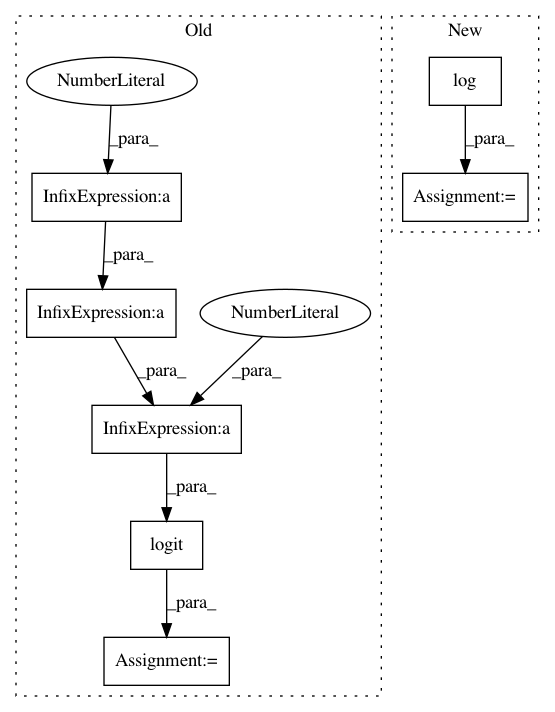 Old
New
NumberLiteral
log
_para_
_para_
InfixExpression:a
Assignment:=
_para_
InfixExpression:a
NumberLiteral
_para_
_para_
InfixExpression:a
_para_
logit
_para_
Assignment:=